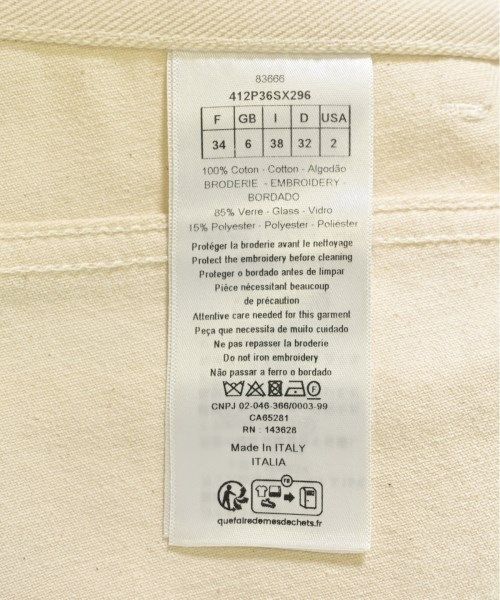 83666
412P36SX296
F GB I D USA
34 6 38 32 2
100% Coton - Cotton - Algodão
BRODERIE - EMBROIDERY -
BORDADO
85% Verre - Glass - Vidro
15% Polyester - Polyester - Poliéster
Protéger la broderie avant le nettoyage
Protect the embroidery before cleaning
Proteger o bordado antes de limpar
Pièce nécessitant beaucoup
de précaution
Attentive care needed for this garment
Peça que necessita de muito cuidado
Ne pas repasser la broderie
Do not iron embroidery
Não passar a ferro o bordado
F
CNPJ 02-046-366/0003-99
CA65281
RN : 143628
Made In ITALY
ITALIA
FR
quefairedemesdechets.fr